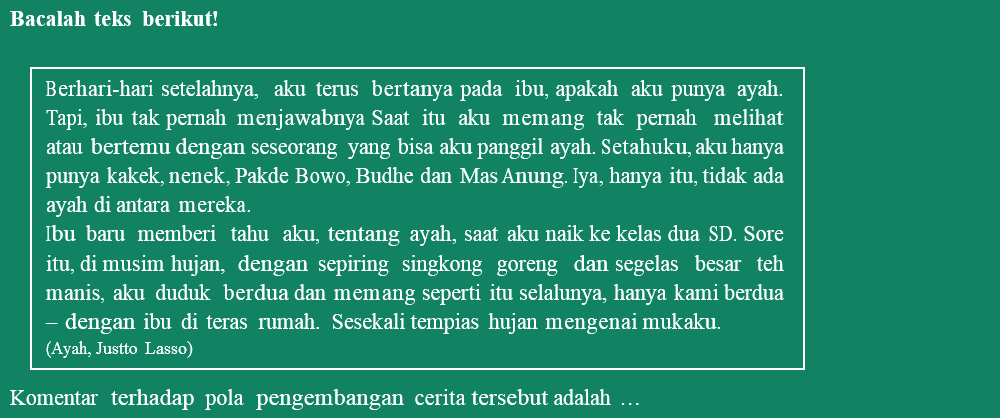 Bacalah teks berikut!
Berhari-hari setelahnya, aku terus bertanya pada ibu, apakah aku punya ayah.
Tapi, ibu tak pernah menjawabnya Saat itu aku memang tak pernah melihat
atau bertemu dengan seseorang yang bisa aku panggil ayah. Setahuku, aku hanya
punya kakek, nenek, Pakde Bowo, Budhe dan Mas Anung. Iya, hanya itu, tidak ada
ayah di antara mereka.
Ibu baru memberi tahu aku, tentang ayah, saat aku naik ke kelas dua SD. Sore
itu, di musim hujan, dengan sepiring singkong goreng dan segelas besar teh
manis, aku duduk berdua dan memang seperti itu selalunya, hanya kami berdua
– dengan ibu di teras rumah. Sesekali tempias hujan mengenai mukaku.
(Ayah, Justto Lasso)
Komentar terhadap pola pengembangan cerita tersebut adalah …